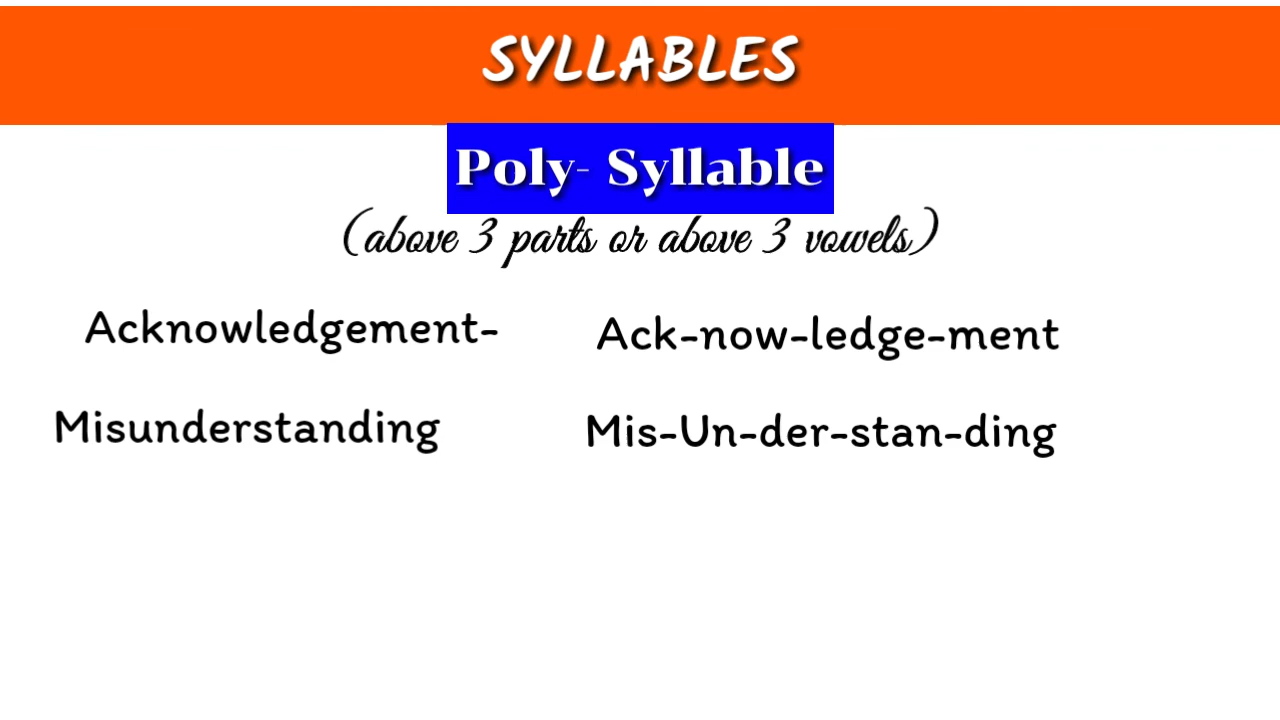 SYLLABLES
Poly- Syllable
(above 3 parts or above 3 vowels)
Acknowledgement- Ack-now-ledge-ment
Misunderstanding Mis-Un-der-stan-ding